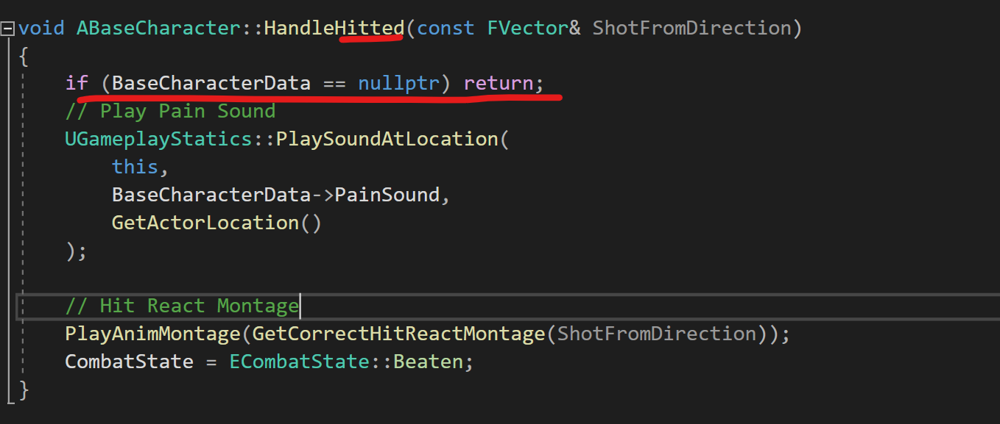 void ABaseCharacter::HandleHitted(const FVector& ShotFromDirection)
{
if (BaseCharacterData == nullptr) return;
// Play Pain Sound
UGameplayStatics::PlaySoundAtLocation(
this,
BaseCharacterData->PainSound,
GetActorLocation()
);
// Hit React Montage
PlayAnimMontage(GetCorrectHitReactMontage(ShotFromDirection));
CombatState = ECombatState::Beaten;
}